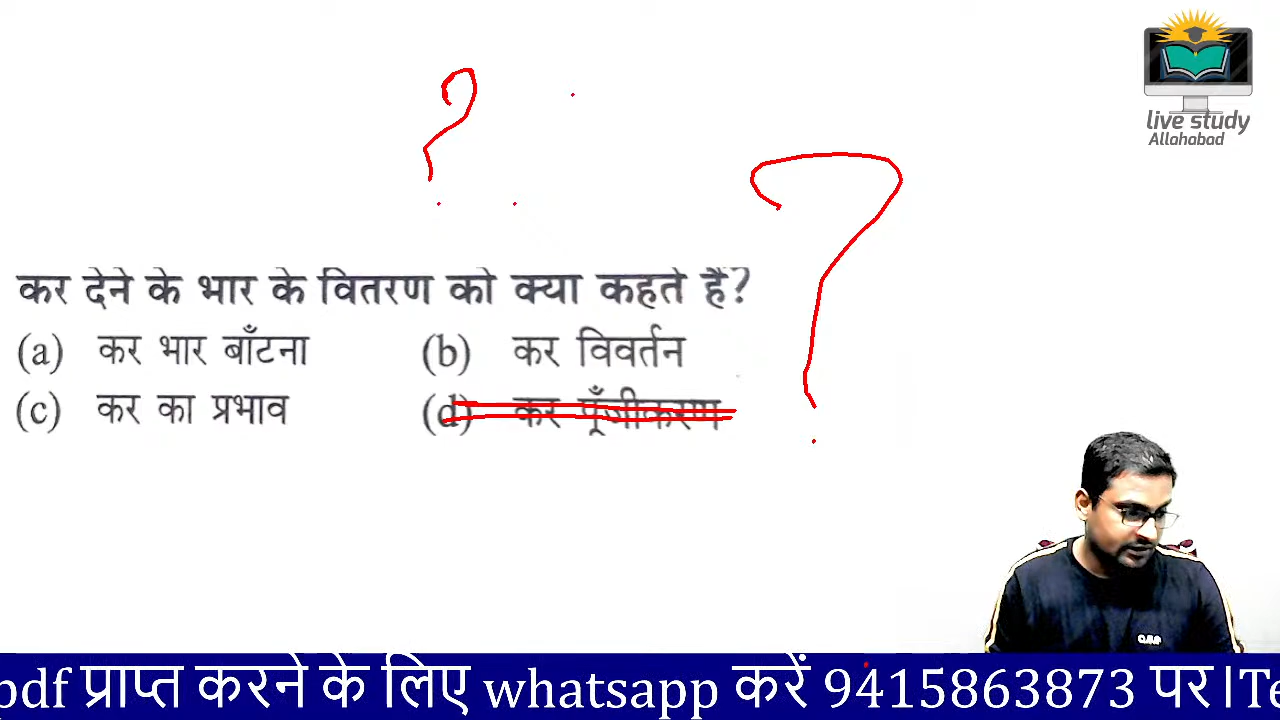 live study
Allahabad
कर देने के भार के वितरण को क्या कहते हैं?
(a) कर भार बाँटना (b) कर विवर्तन
(c) कर का प्रभाव (d) कर पूँजीकरण
pdf प्राप्त करने के लिए whatsapp करें 9415863873 पर।Te